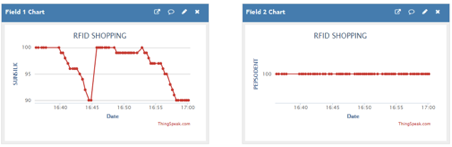 Field 1 Chart
RFID SHOPPING
SUNMILK
100
95
90
16:40
16:45
16:50
16:55
17:00
Date
ThingSpeak.com
Field 2 Chart
RFID SHOPPING
PEPSODENT
100
16:40
16:45
16:50
16:55
17:00
Date
ThingSpeak.com